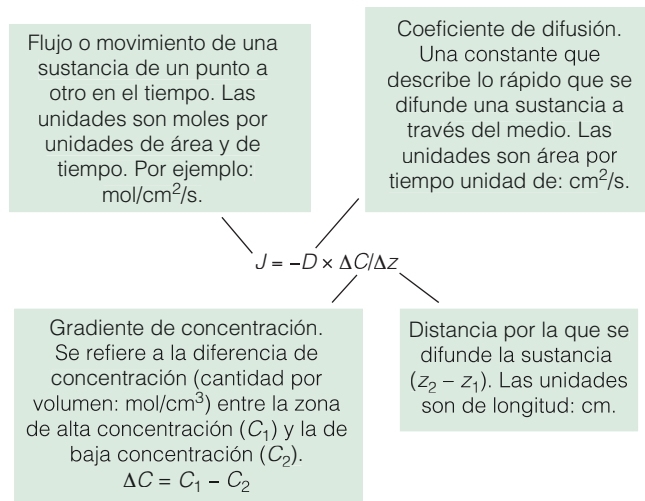 Flujo o movimiento de una
sustancia de un punto a
otro en el tiempo. Las
unidades son moles por
unidades de área y de
tiempo. Por ejemplo:
mol/cm²/s.
Coeficiente de difusión.
Una constante que
describe lo rápido que se
difunde una sustancia a
través del medio. Las
unidades son área por
tiempo unidad de: cm²/s.
J = −D × ΔC/Δz
Gradiente de concentración.
Se refiere a la diferencia de
concentración (cantidad por
volumen: mol/cm³) entre la zona
de alta concentración (C₁) y la de
baja concentración (C₂).
ΔC = C₁ − C₂
Distancia por la que se
difunde la sustancia
(z₂ − z₁). Las unidades
son de longitud: cm.